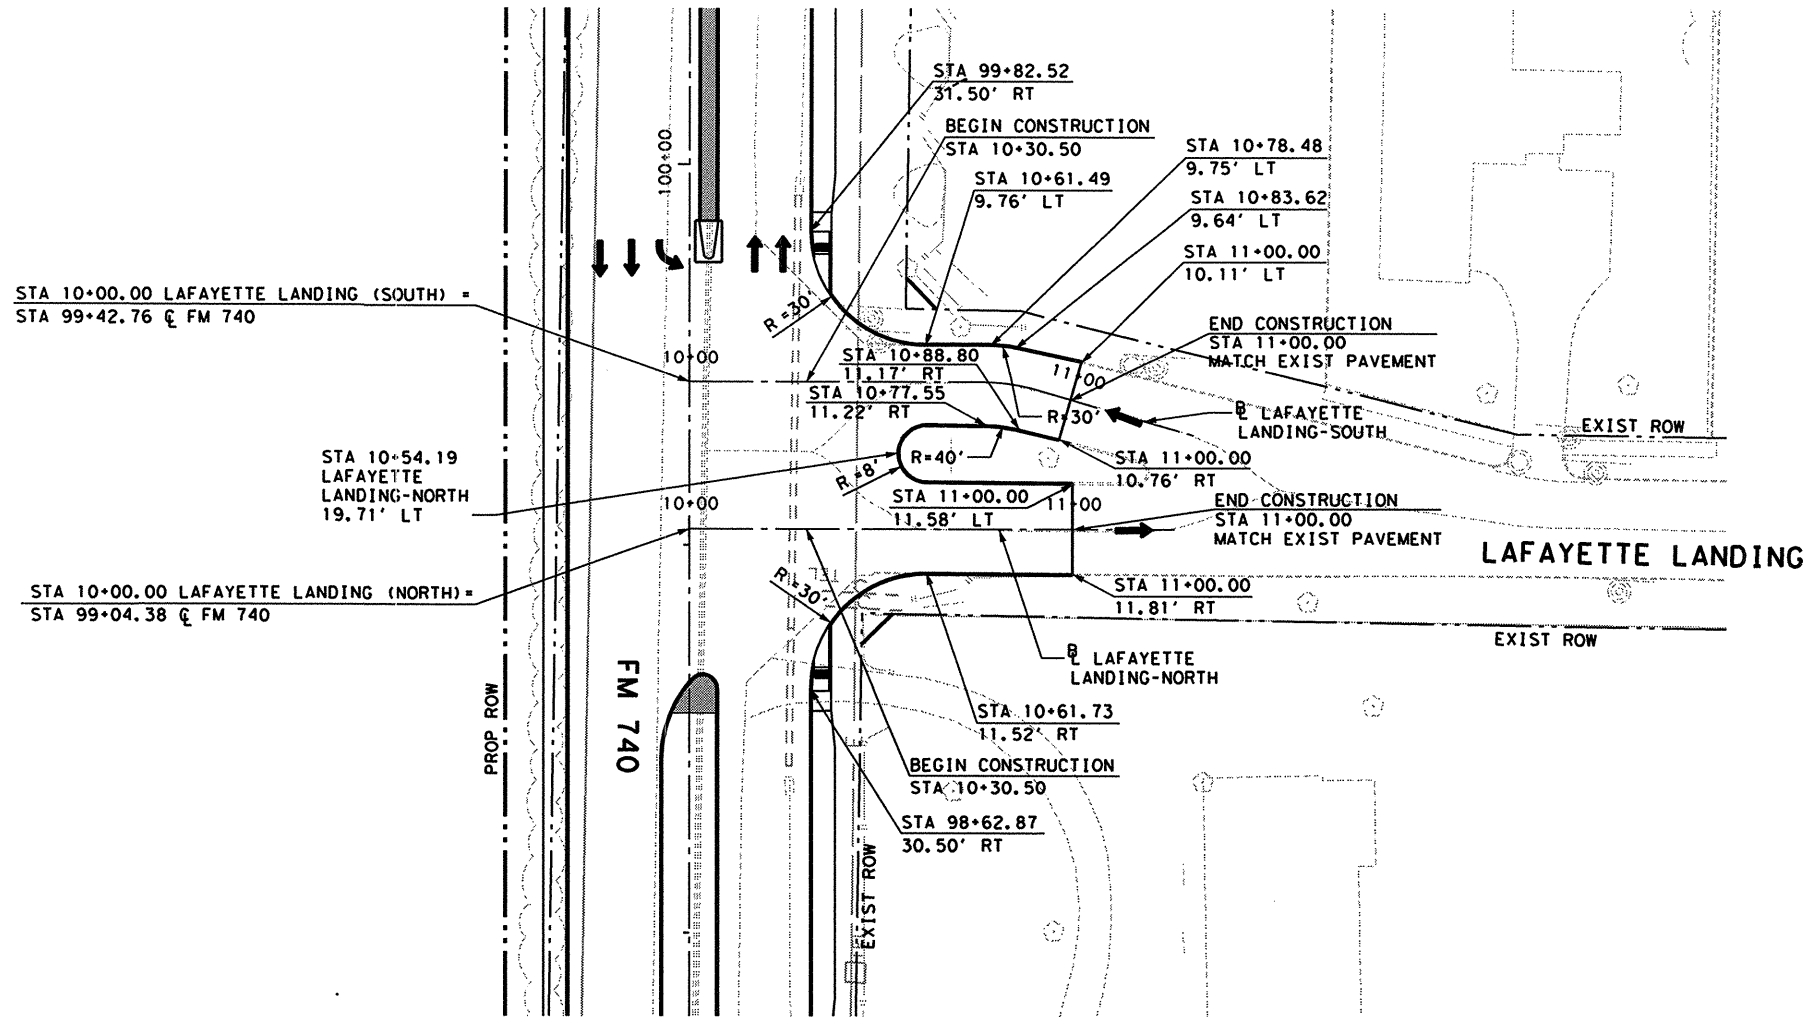 STA 99+82.52
31.50' RT
BEGIN CONSTRUCTION
STA 10+30.50
STA 10+61.49
9.76' LT
STA 10+78.48
9.75' LT
STA 10+83.62
9.64' LT
STA 11+00.00
10.11' LT
100+00
STA 10+00.00 LAFAYETTE LANDING (SOUTH) =
STA 99+42.76 ℄ FM 740
R=30'
END CONSTRUCTION
STA 11+00.00
MATCH EXIST PAVEMENT
10+00
STA 10+88.80
11.17' RT
11+00
STA 10+77.55
11.22' RT
R=30'
BL LAFAYETTE
LANDING-SOUTH
EXIST ROW
STA 10+54.19
LAFAYETTE
LANDING-NORTH
19.71' LT
R=8'
R=40'
STA 11+00.00
10.76' RT
10+00
STA 11+00.00
11.58' LT
11+00
END CONSTRUCTION
STA 11+00.00
MATCH EXIST PAVEMENT
LAFAYETTE LANDING
STA 10+00.00 LAFAYETTE LANDING (NORTH)=
STA 99+04.38 ℄ FM 740
R=30'
STA 11+00.00
11.81' RT
EXIST ROW
BL LAFAYETTE
LANDING-NORTH
PROP ROW
FM 740
STA 10+61.73
11.52' RT
BEGIN CONSTRUCTION
STA 10+30.50
STA 98+62.87
30.50' RT
EXIST ROW